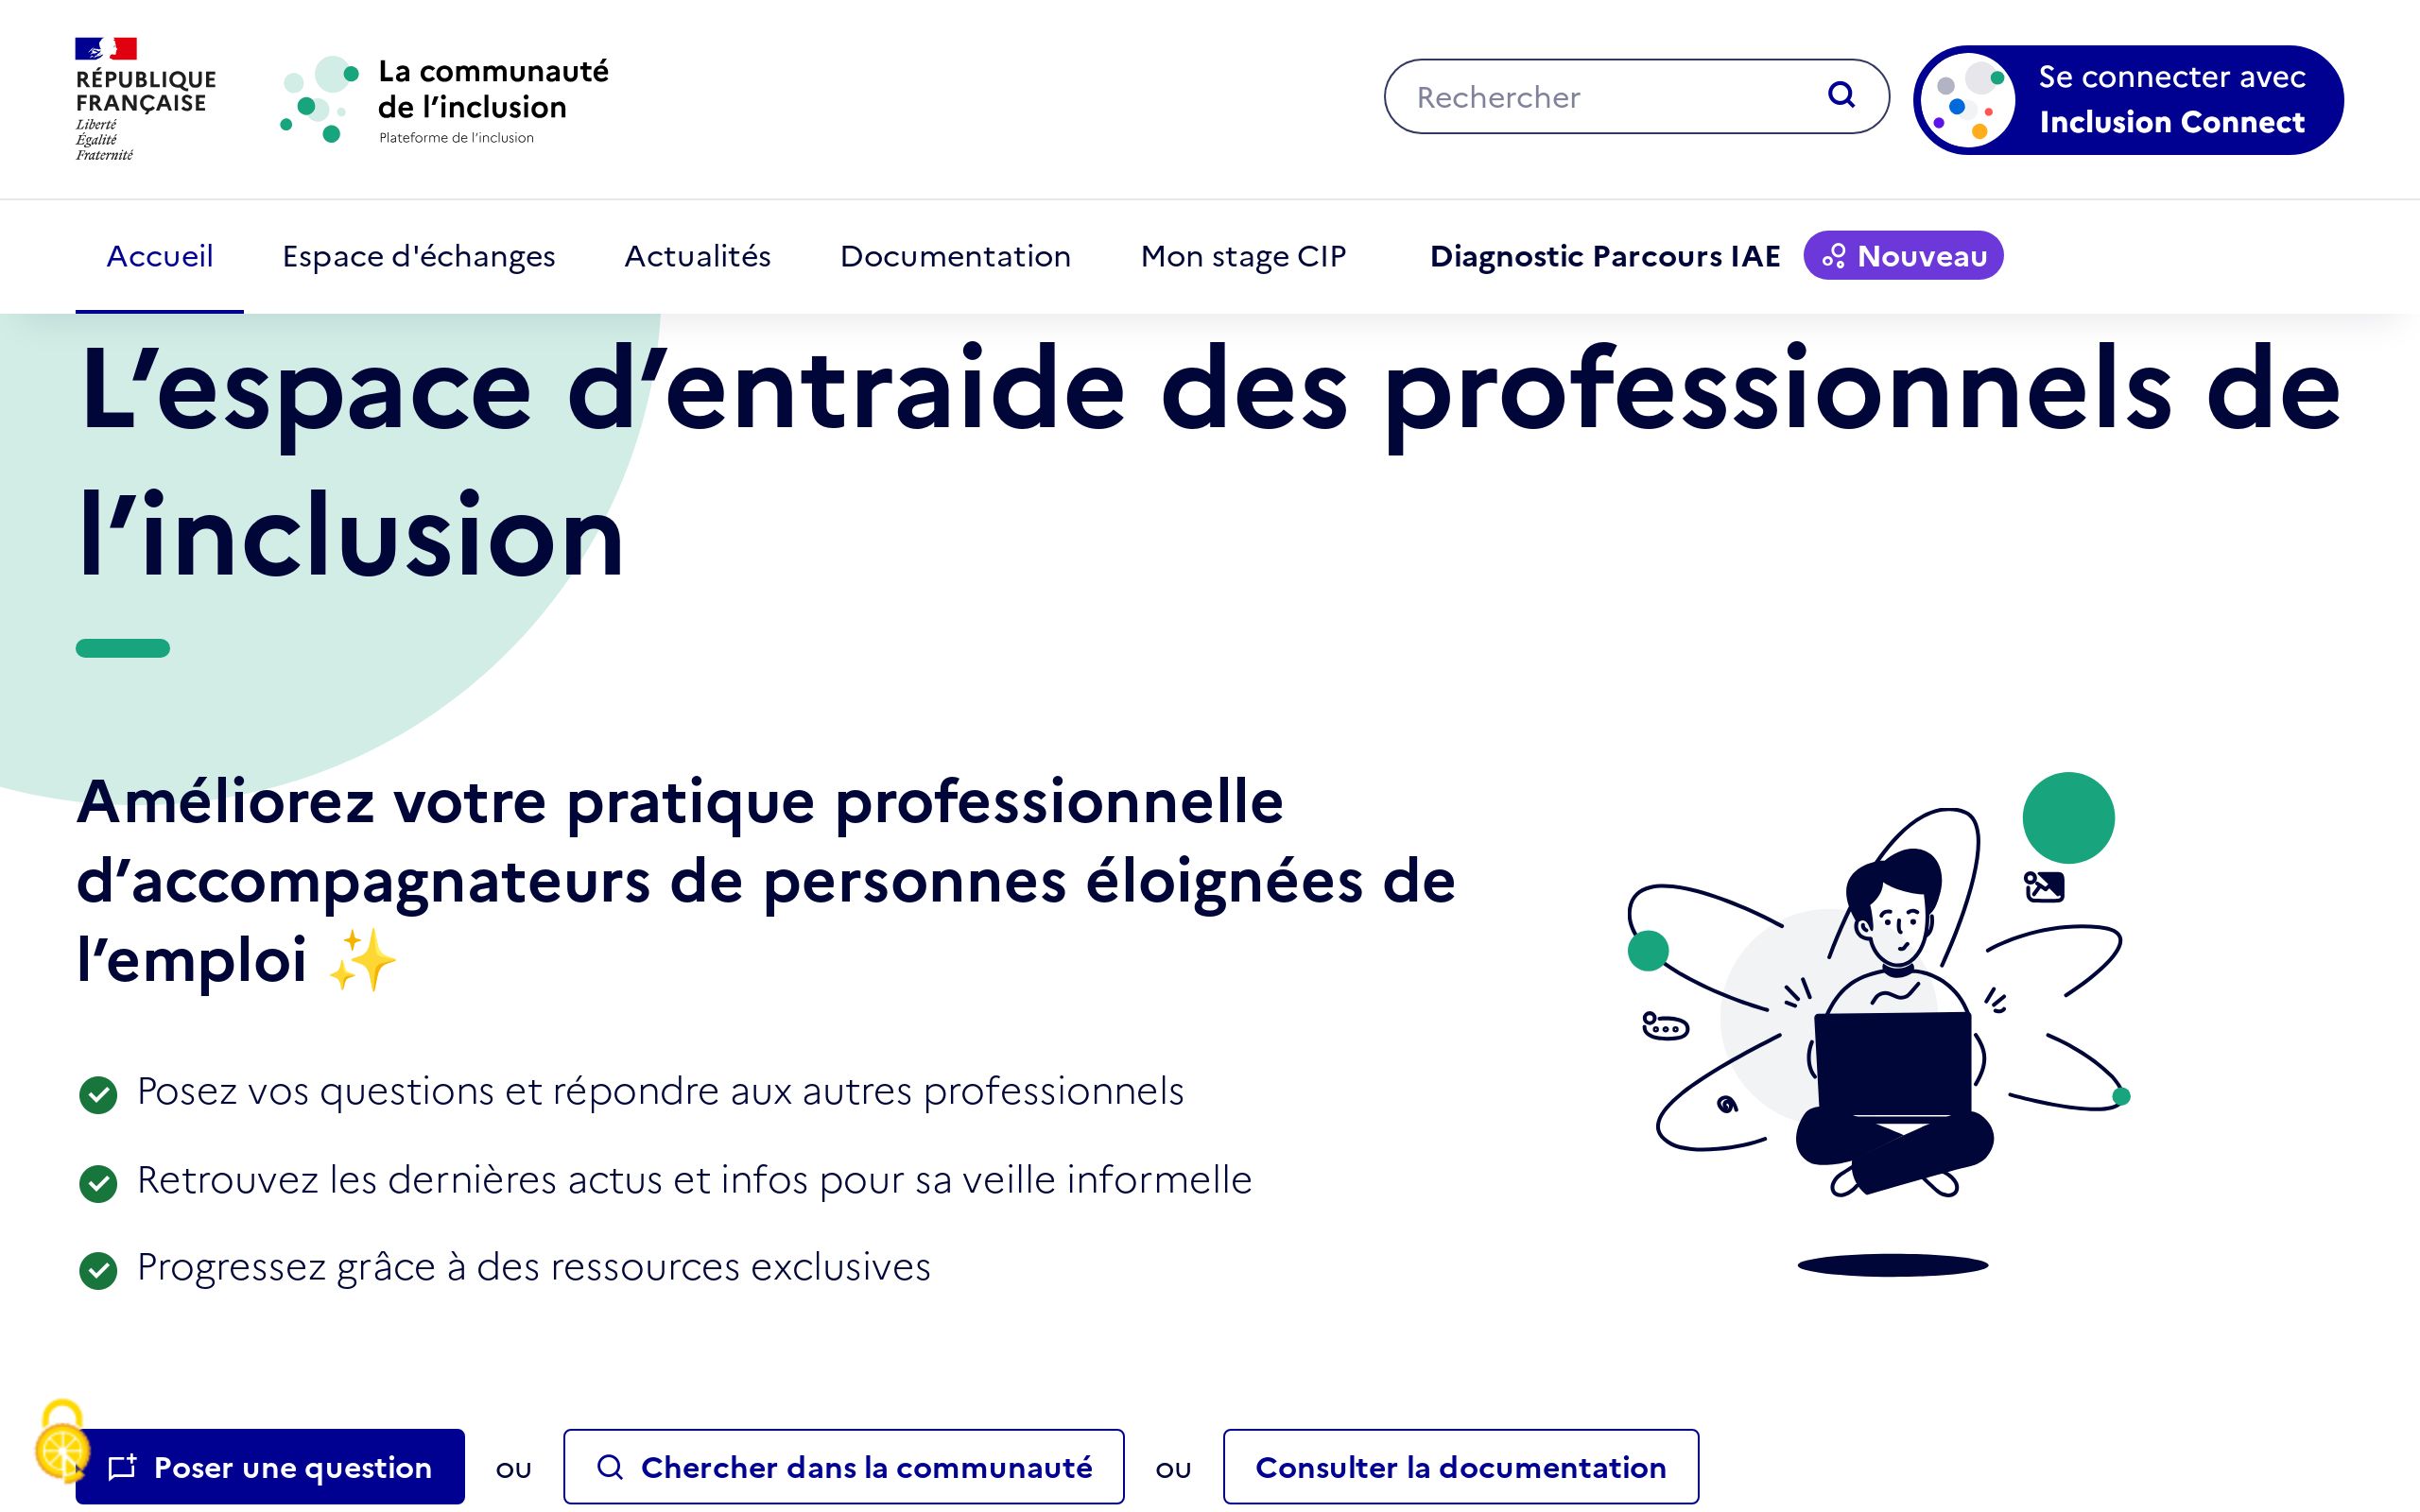 RÉPUBLIQUE
FRANÇAISE
Liberté
Égalité
Fraternité
La communauté
de l’inclusion
Plateforme de l’inclusion
Rechercher
Se connecter avec
Inclusion Connect
Accueil
Espace d'échanges
Actualités
Documentation
Mon stage CIP
Diagnostic Parcours IAE
Nouveau
L’espace d’entraide des professionnels de
l’inclusion
Améliorez votre pratique professionnelle
d’accompagnateurs de personnes éloignées de
l’emploi ✨
Posez vos questions et répondre aux autres professionnels
Retrouvez les dernières actus et infos pour sa veille informelle
Progressez grâce à des ressources exclusives
Poser une question
ou
Chercher dans la communauté
ou
Consulter la documentation